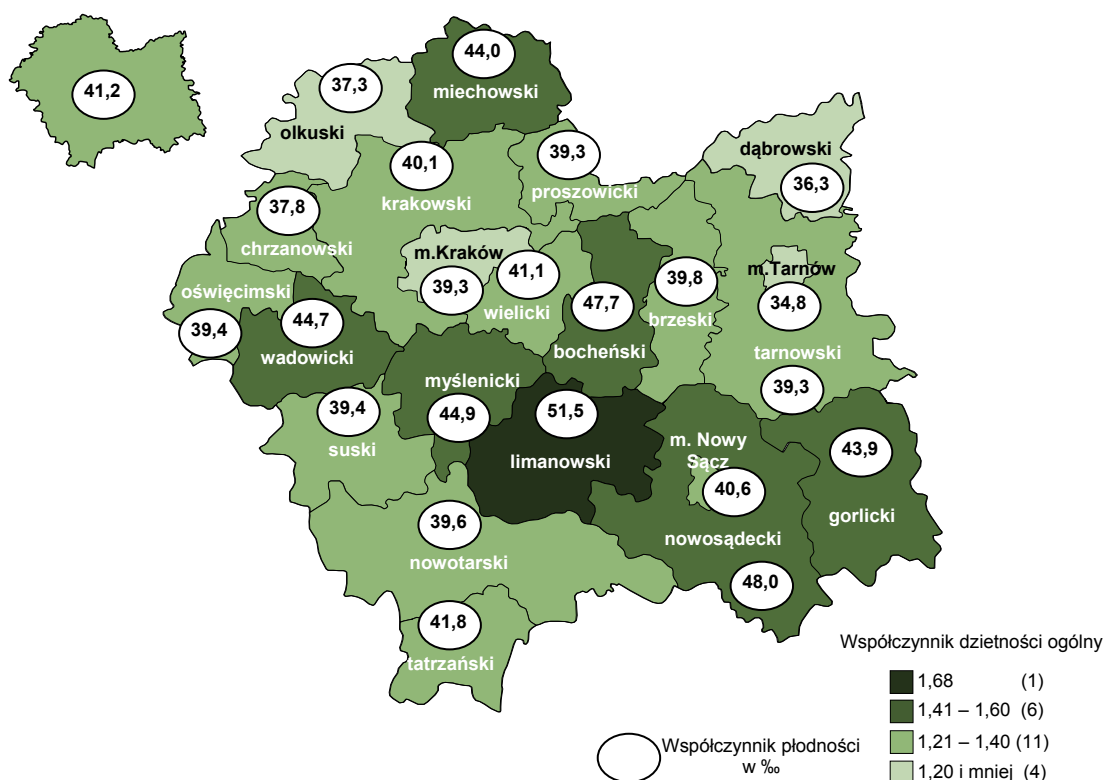 41,2
44,0
miechowski
37,3
olkuski
40,1
krakowski
39,3
proszowicki
dąbrowski
36,3
37,8
chrzanowski
m.Kraków
39,3
41,1
wielicki
47,7
bocheński
39,8
brzeski
m.Tarnów
34,8
tarnowski
39,3
oświęcimski
39,4
44,7
wadowicki
myślenicki
44,9
39,4
suski
51,5
limanowski
m. Nowy
Sącz
40,6
nowosądecki
48,0
43,9
gorlicki
39,6
nowotarski
41,8
tatrzański
Współczynnik dzietności ogólny
1,68 (1)
1,41 – 1,60 (6)
1,21 – 1,40 (11)
1,20 i mniej (4)
Współczynnik płodności
w ‰